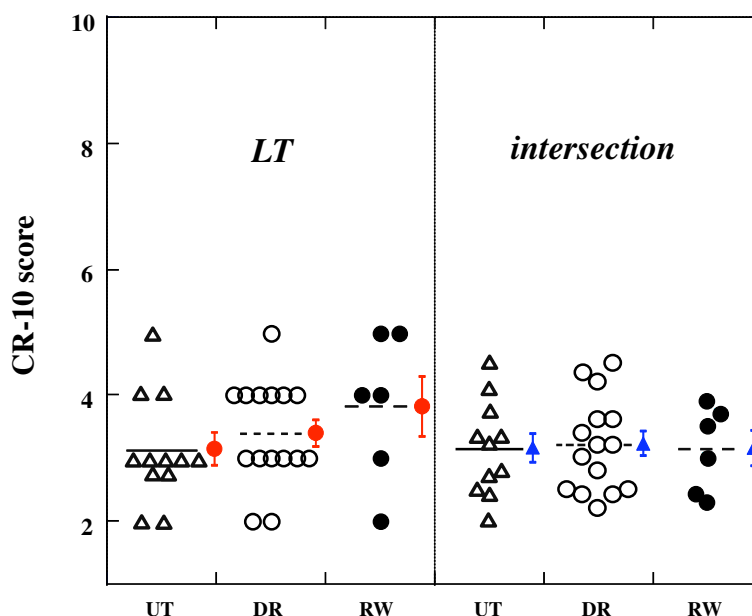 10
LT
intersection
8
6
4
2
CR-10 score
UT DR RW UT DR RW